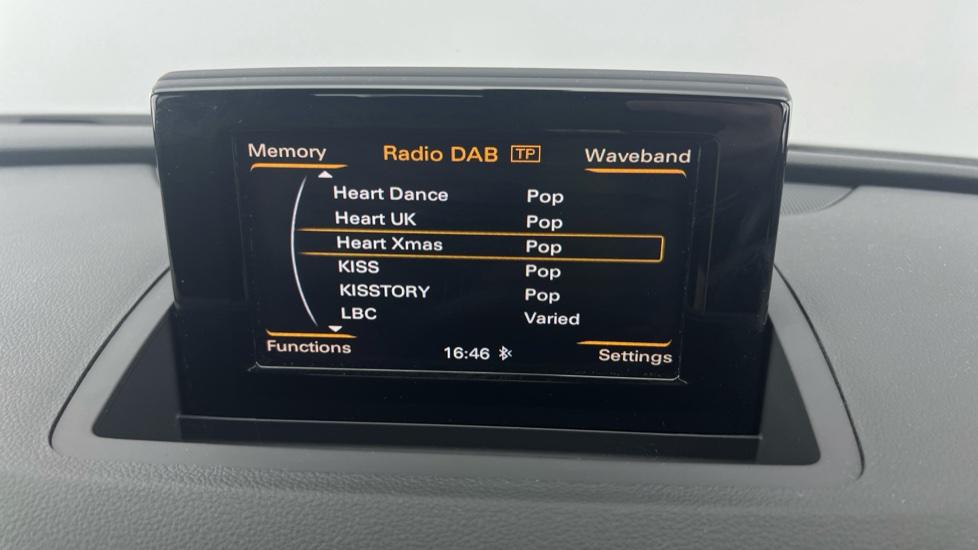 Memory Radio DAB TP Waveband
Heart Dance Pop
Heart UK Pop
Heart Xmas Pop
KISS Pop
KISSTORY Pop
LBC Varied
Functions 16:46 Settings